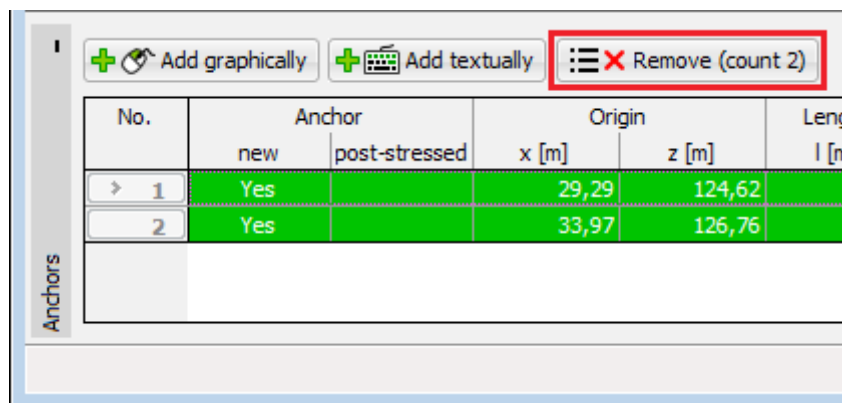 Add graphically Add textually Remove (count 2)
No. Anchor Origin
new post-stressed x [m] z [m] l
1 Yes 29,29 124,62
2 Yes 33,97 126,76
Anchors